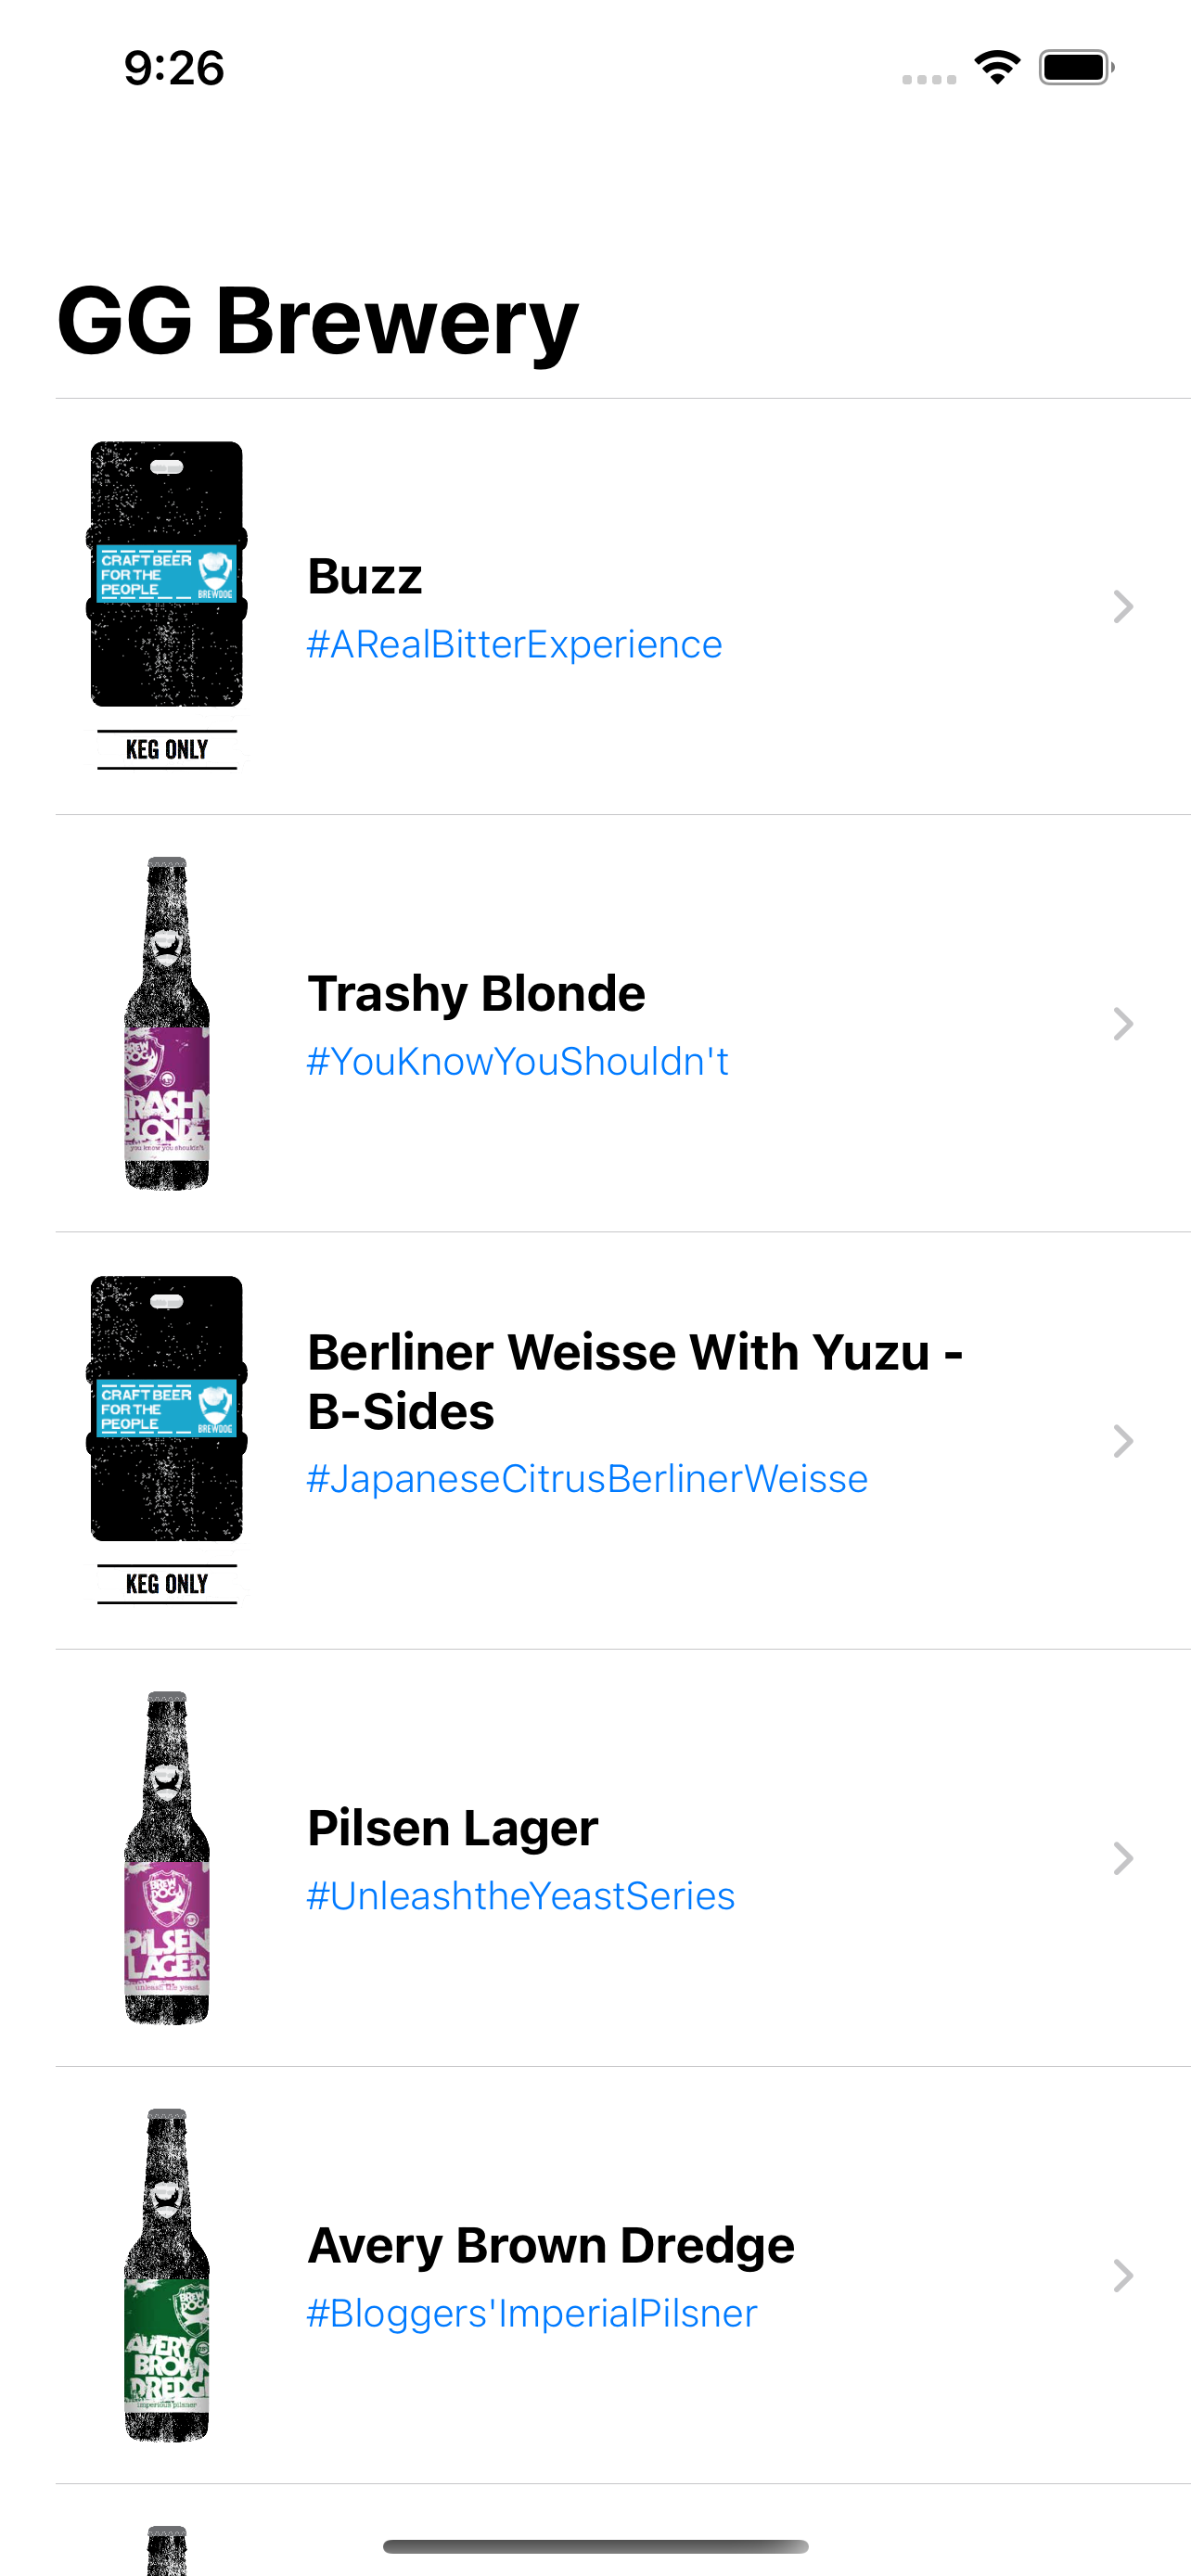 9:26
GG Brewery
CRAFT BEER
FOR THE
PEOPLE
BREWDOG
KEG ONLY
Buzz
#ARealBitterExperience
BREW
DOG
TRASHY
BLONDE
you know you shouldn't
Trashy Blonde
#YouKnowYouShouldn't
CRAFT BEER
FOR THE
PEOPLE
BREWDOG
KEG ONLY
Berliner Weisse With Yuzu -
B-Sides
#JapaneseCitrusBerlinerWeisse
BREW
DOG
PILSEN
LAGER
unleash the yeast
Pilsen Lager
#UnleashtheYeastSeries
BREW
DOG
AVERY
BROWN
DREDGE
imperious pilsner
Avery Brown Dredge
#Bloggers'ImperialPilsner